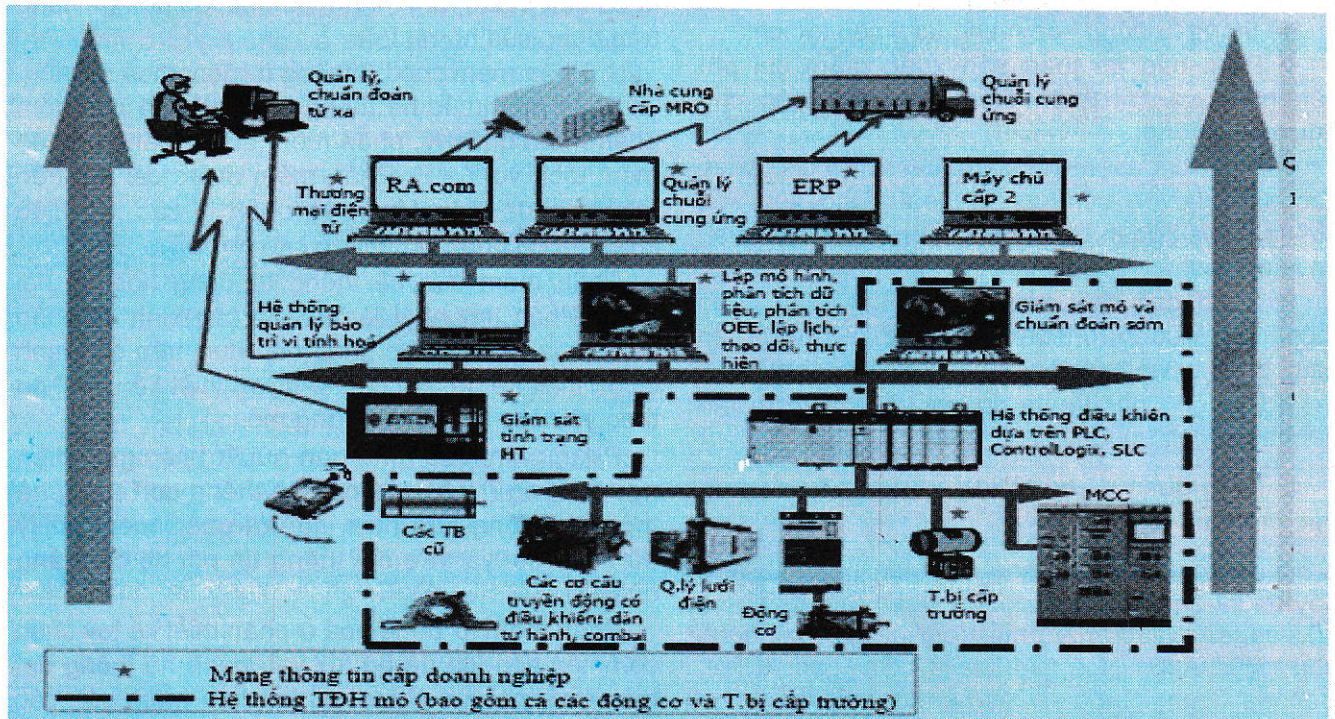 Quản lý,
chuẩn đoán
từ xa
Nhà cung
cấp MRO
Quản lý
chuỗi cung
ứng
Thương
mại điện
tử
RA.com
Quản lý
chuỗi
cung ứng
ERP
Máy chủ
cấp 2
Hệ thống
quản lý bảo
trì vi tính hoá
Lập mô hình,
phân tích dữ
liệu, phân tích
OEE, lập lịch,
theo dõi, thực
hiện
Giám sát mỏ và
chuẩn đoán sớm
Giám sát
tình trạng
HT
Hệ thống điều khiển
dựa trên PLC,
ControlLogix, SLC
Các TB
cũ
Các cơ cấu
truyền động có
điều khiển: dàn
tự hành, combai
Q.lý lưới
điện
Động
cơ
T.bị cấp
trường
MCC
Mạng thông tin cấp doanh nghiệp
Hệ thống TĐH mỏ (bao gồm cả các động cơ và T.bị cấp trường)